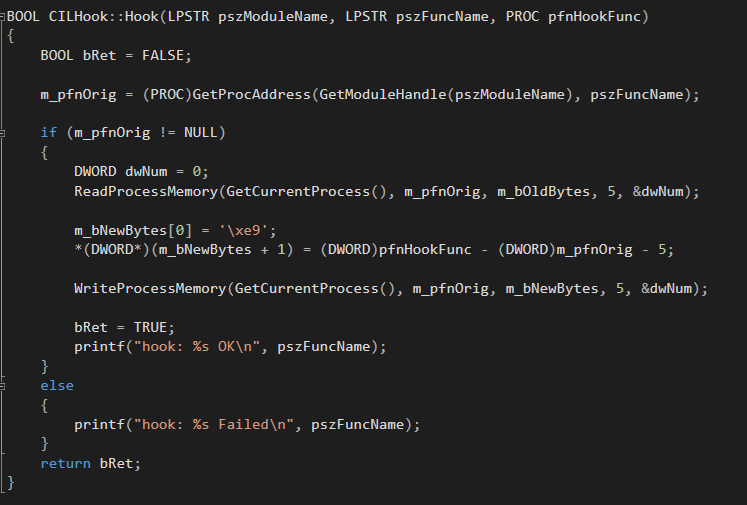 BOOL CILHook::Hook(LPSTR pszModuleName, LPSTR pszFuncName, PROC pfnHookFunc)
{
    BOOL bRet = FALSE;

    m_pfnOrig = (PROC)GetProcAddress(GetModuleHandle(pszModuleName), pszFuncName);

    if (m_pfnOrig != NULL)
    {
        DWORD dwNum = 0;
        ReadProcessMemory(GetCurrentProcess(), m_pfnOrig, m_bOldBytes, 5, &dwNum);

        m_bNewBytes[0] = '\xe9';
        *(DWORD*)(m_bNewBytes + 1) = (DWORD)pfnHookFunc - (DWORD)m_pfnOrig - 5;

        WriteProcessMemory(GetCurrentProcess(), m_pfnOrig, m_bNewBytes, 5, &dwNum);

        bRet = TRUE;
        printf("hook: %s OK\n", pszFuncName);
    }
    else
    {
        printf("hook: %s Failed\n", pszFuncName);
    }
    return bRet;
}